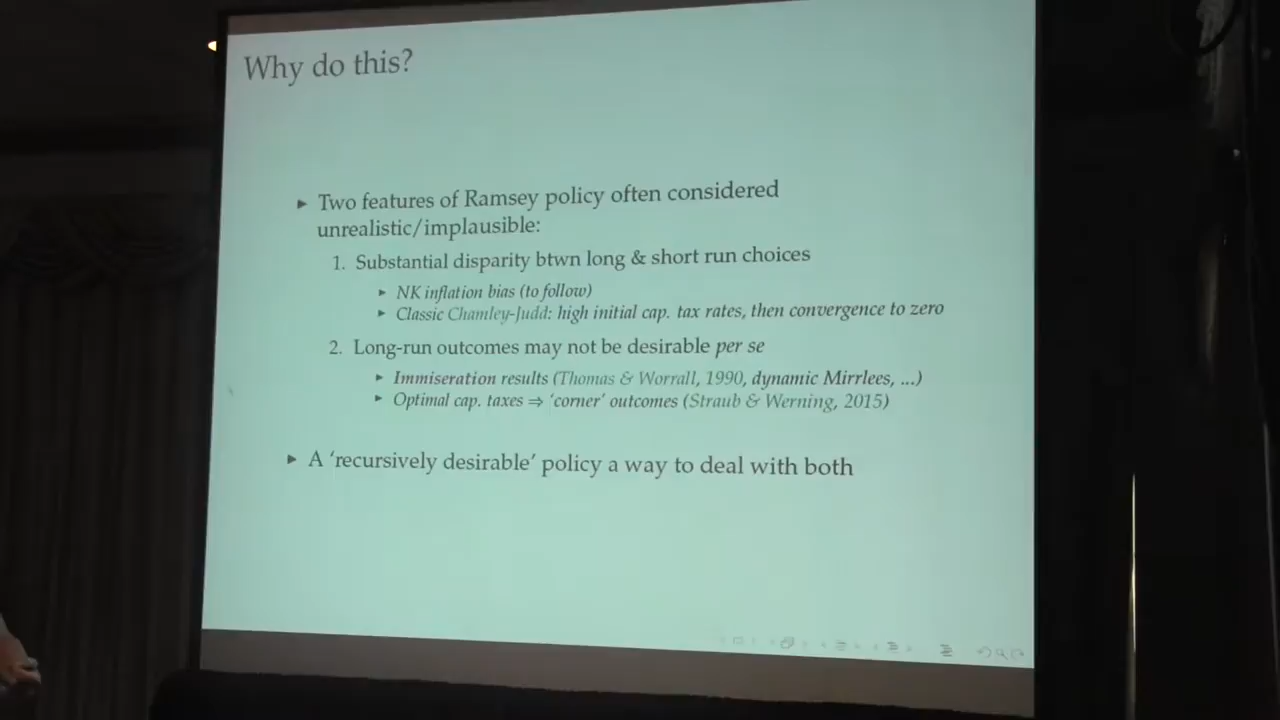 Why do this?
▸ Two features of Ramsey policy often considered
unrealistic/implausible:
1. Substantial disparity btwn long & short run choices
▸ NK inflation bias (to follow)
▸ Classic Chamley-Judd: high initial cap. tax rates, then convergence to zero
2. Long-run outcomes may not be desirable per se
▸ Immiseration results (Thomas & Worrall, 1990, dynamic Mirrlees, ...)
▸ Optimal cap. taxes ⇒ ‘corner’ outcomes (Straub & Werning, 2015)
▸ A ‘recursively desirable’ policy a way to deal with both